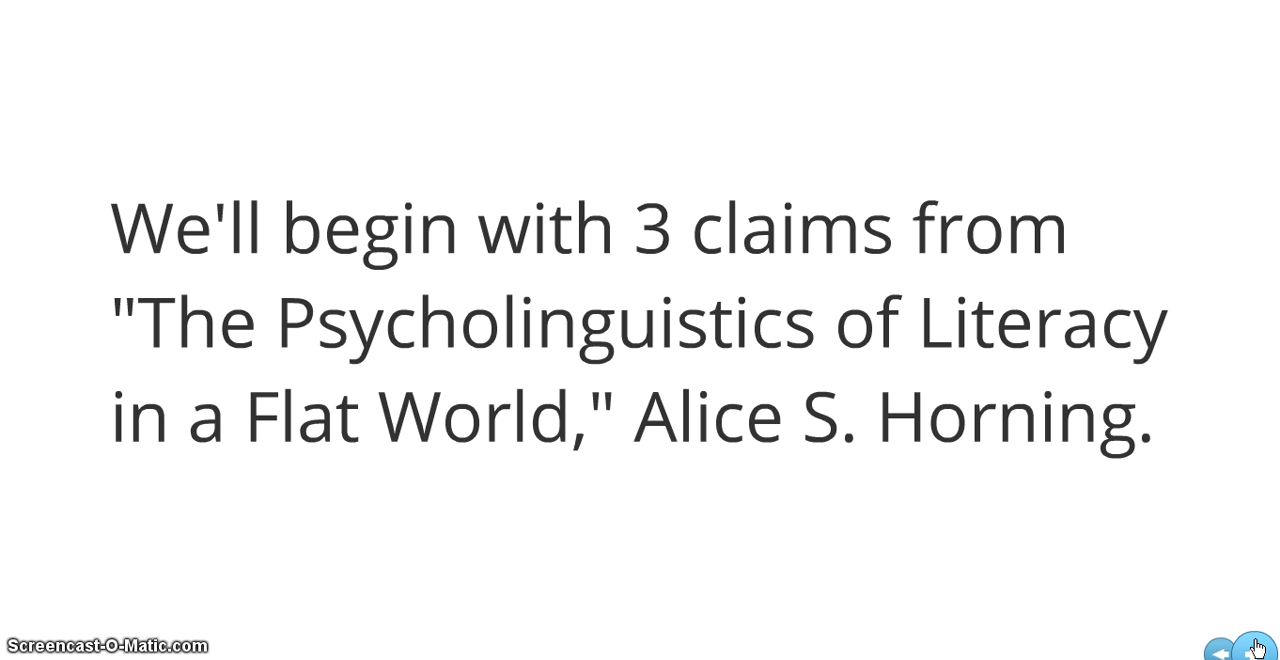 We'll begin with 3 claims from
"The Psycholinguistics of Literacy
in a Flat World," Alice S. Horning.
Screencast-O-Matic.com